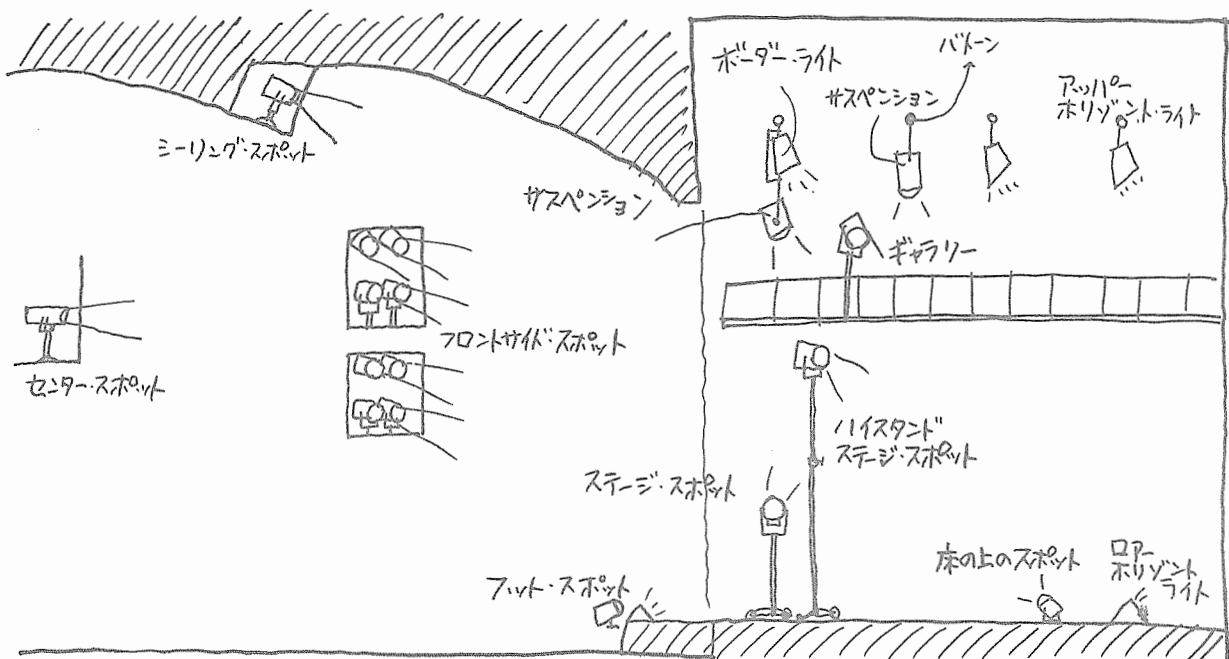 バトーン
ボーダー・ライト
サスペンション
アッパー
ホリゾント・ライト
シーリング・スポット
サスペンション
ギャラリー
フロントサイド・スポット
センター・スポット
ハイスタンド
ステージ・スポット
ステージ・スポット
床の上のスポット
ロアー
ホリゾント
ライト
フット・スポット